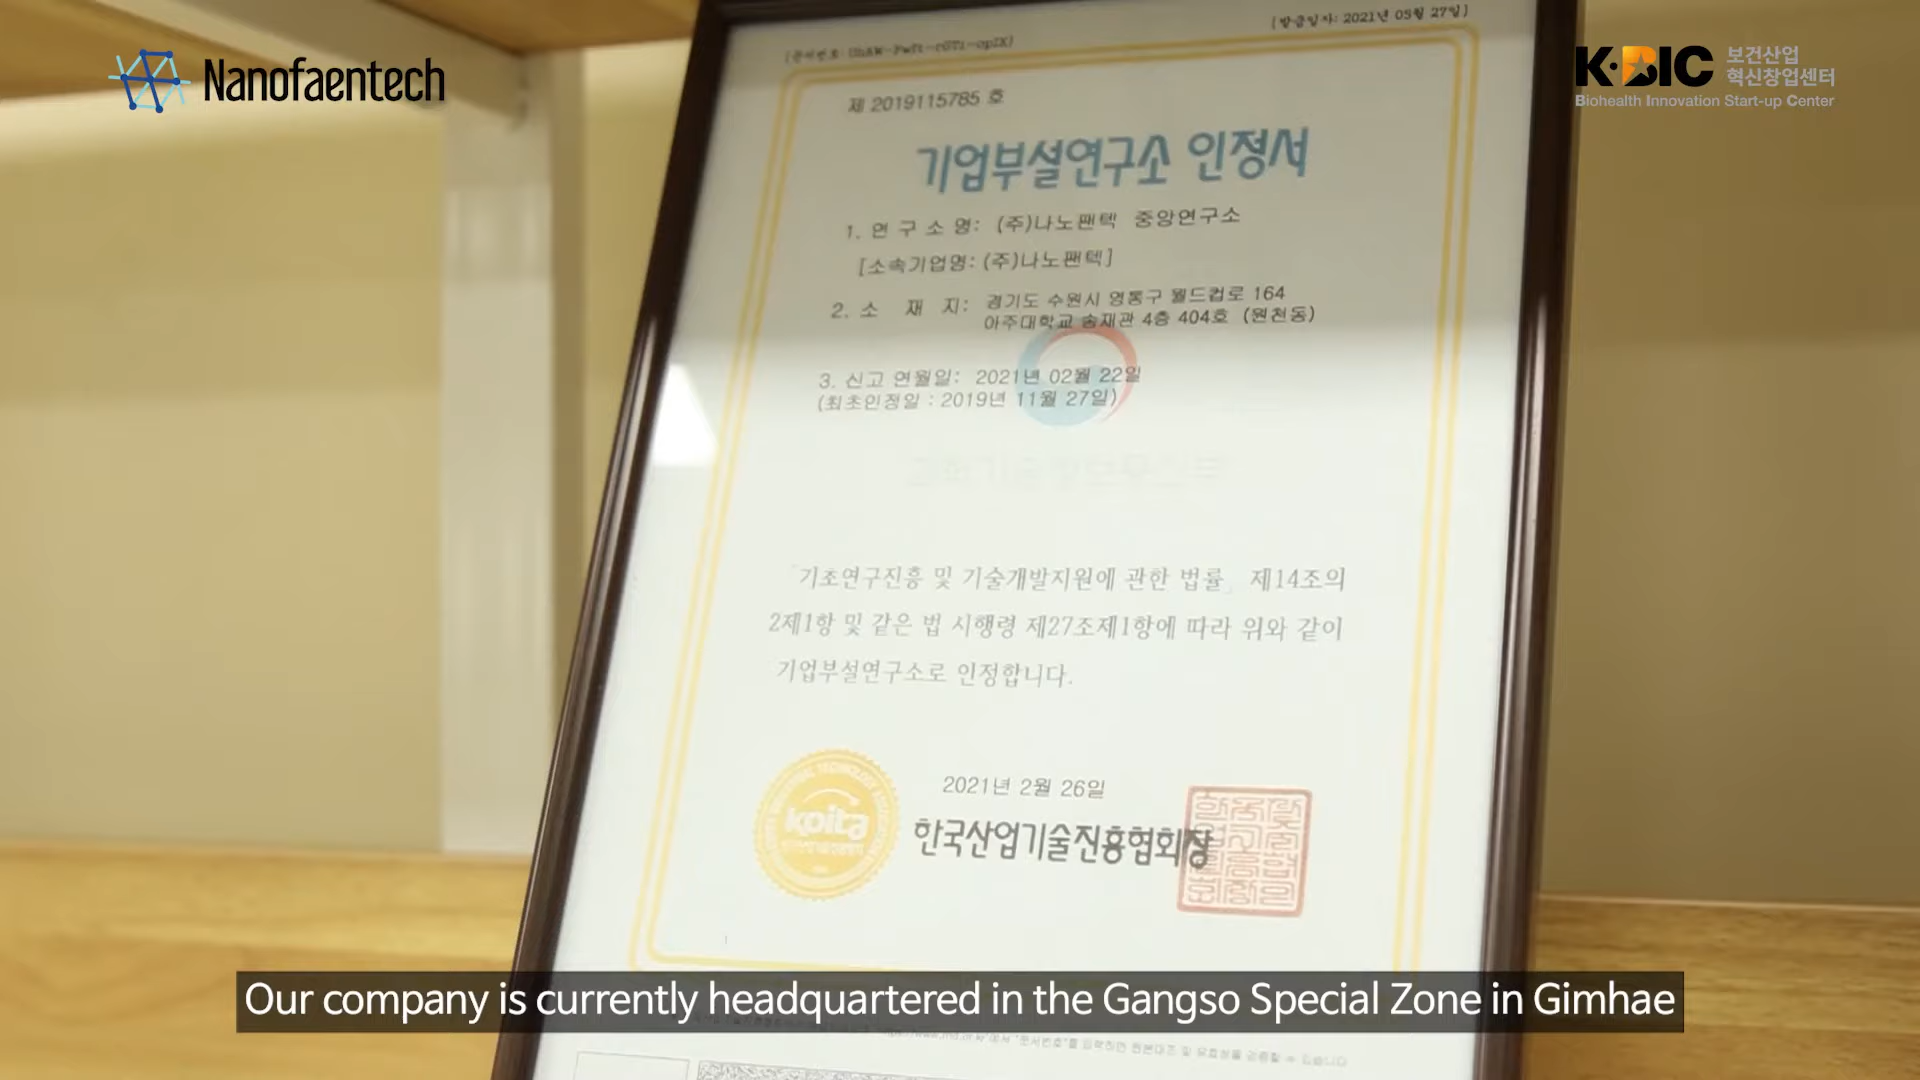 Nanofaentech
K·BIC 보건산업
혁신창업센터
Biohealth Innovation Start-up Center
(발급일자: 2021년 05월 27일)
제 2019115785 호
기업부설연구소 인정서
1. 연 구 소 명: (주)나노팬텍 중앙연구소
[소속기업명: (주)나노팬텍]
2. 소 재 지: 경기도 수원시 영통구 월드컵로 164
아주대학교 송재관 4층 404호 (원천동)
3. 신고 연월일: 2021년 02월 22일
(최초인정일 : 2019년 11월 27일)
「기초연구진흥 및 기술개발지원에 관한 법률」 제14조의
2제1항 및 같은 법 시행령 제27조제1항에 따라 위와 같이
기업부설연구소로 인정합니다.
2021년 2월 26일
koita
한국산업기술진흥협회장
Our company is currently headquartered in the Gangso Special Zone in Gimhae